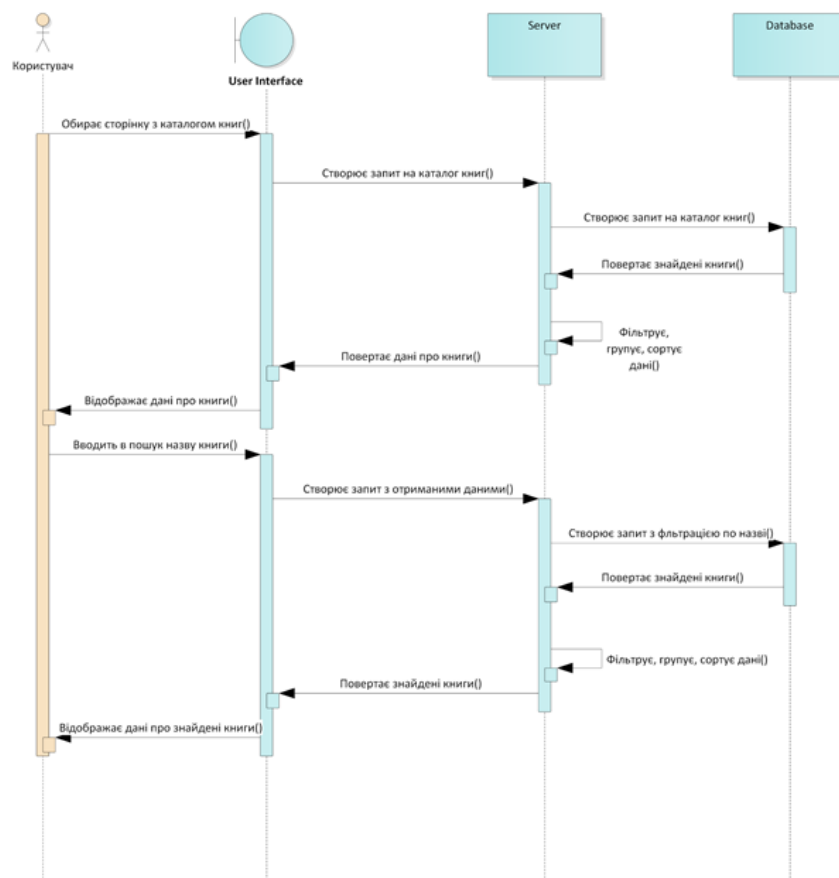 Server
Database
Користувач
User Interface
Обирає сторінку з каталогом книг()
Створює запит на каталог книг()
Створює запит на каталог книг()
Повертає знайдені книги()
Фільтрує,
групує, сортує
дані()
Повертає дані про книги()
Відображає дані про книги()
Вводить в пошук назву книги()
Створює запит з отриманими даними()
Створює запит з фльтрацією по назві()
Повертає знайдені книги()
Фільтрує, групує, сортує дані()
Повертає знайдені книги()
Відображає дані про знайдені книги()